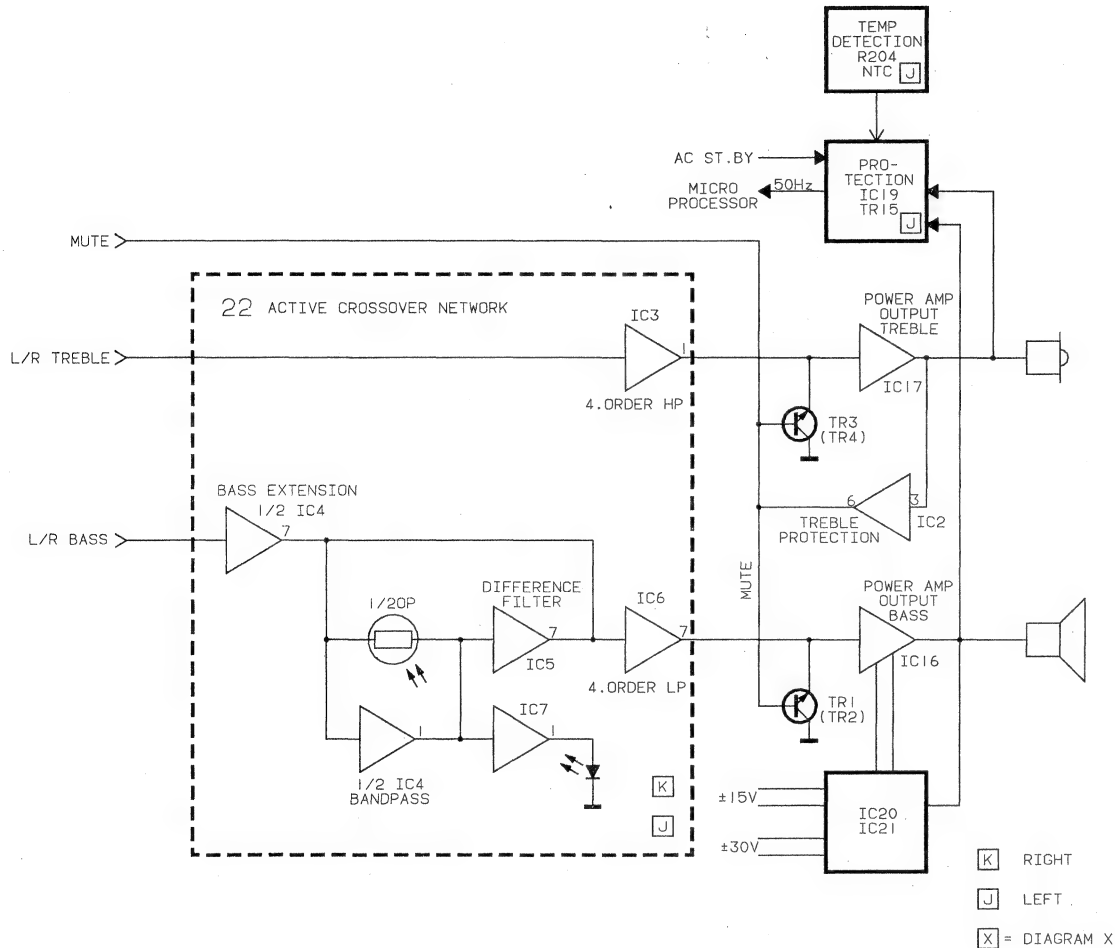 TEMP
DETECTION
R204
NTC J
AC ST.BY
MICRO
PROCESSOR
50Hz
PRO-
TECTION
IC19
TR15
J
MUTE
22 ACTIVE CROSSOVER NETWORK
L/R TREBLE
IC3
1
4.ORDER HP
POWER AMP
OUTPUT
TREBLE
IC17
TR3
(TR4)
6
3
IC2
TREBLE
PROTECTION
MUTE
BASS EXTENSION
1/2 IC4
7
L/R BASS
1/2OP
DIFFERENCE
FILTER
7
IC5
IC6
7
4.ORDER LP
POWER AMP
OUTPUT
BASS
IC16
TR1
(TR2)
1
1/2 IC4
BANDPASS
IC7
1
K
J
±15V
±30V
IC20
IC21
K RIGHT
J LEFT
X = DIAGRAM X